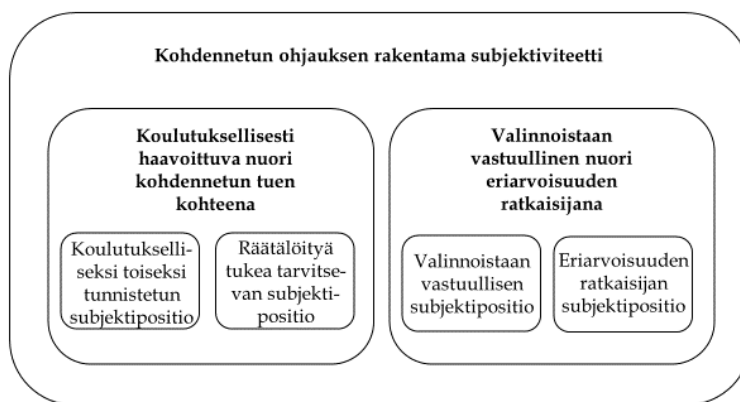 Kohdennetun ohjauksen rakentama subjektiviteetti
Koulutuksellisesti
haavoittuva nuori
kohdennetun tuen
kohteena
Koulutukselli-
seksi toiseksi
tunnistetun
subjektipositio
Räätälöityä
tukea tarvitse-
van subjekti-
positio
Valinnoistaan
vastuullinen nuori
eriarvoisuuden
ratkaisijana
Valinnoistaan
vastuullisen
subjektipositio
Eriarvoisuuden
ratkaisijan
subjektipositio